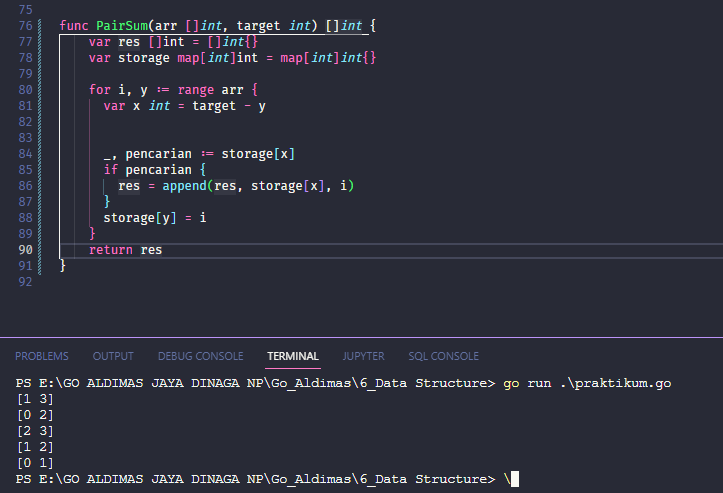 75
76 func PairSum(arr []int, target int) []int {
77 var res []int = []int{}
78 var storage map[int]int = map[int]int{}
79
80 for i, y := range arr {
81 var x int = target - y
82
83
84 _, pencarian := storage[x]
85 if pencarian {
86 res = append(res, storage[x], i)
87 }
88 storage[y] = i
89 }
90 return res
91 }
92
PROBLEMS OUTPUT DEBUG CONSOLE TERMINAL JUPYTER SQL CONSOLE
PS E:\GO ALDIMAS JAYA DINAGA NP\Go_Aldimas\6_Data Structure> go run .\praktikum.go
[1 3]
[0 2]
[2 3]
[1 2]
[0 1]
PS E:\GO ALDIMAS JAYA DINAGA NP\Go_Aldimas\6_Data Structure> \